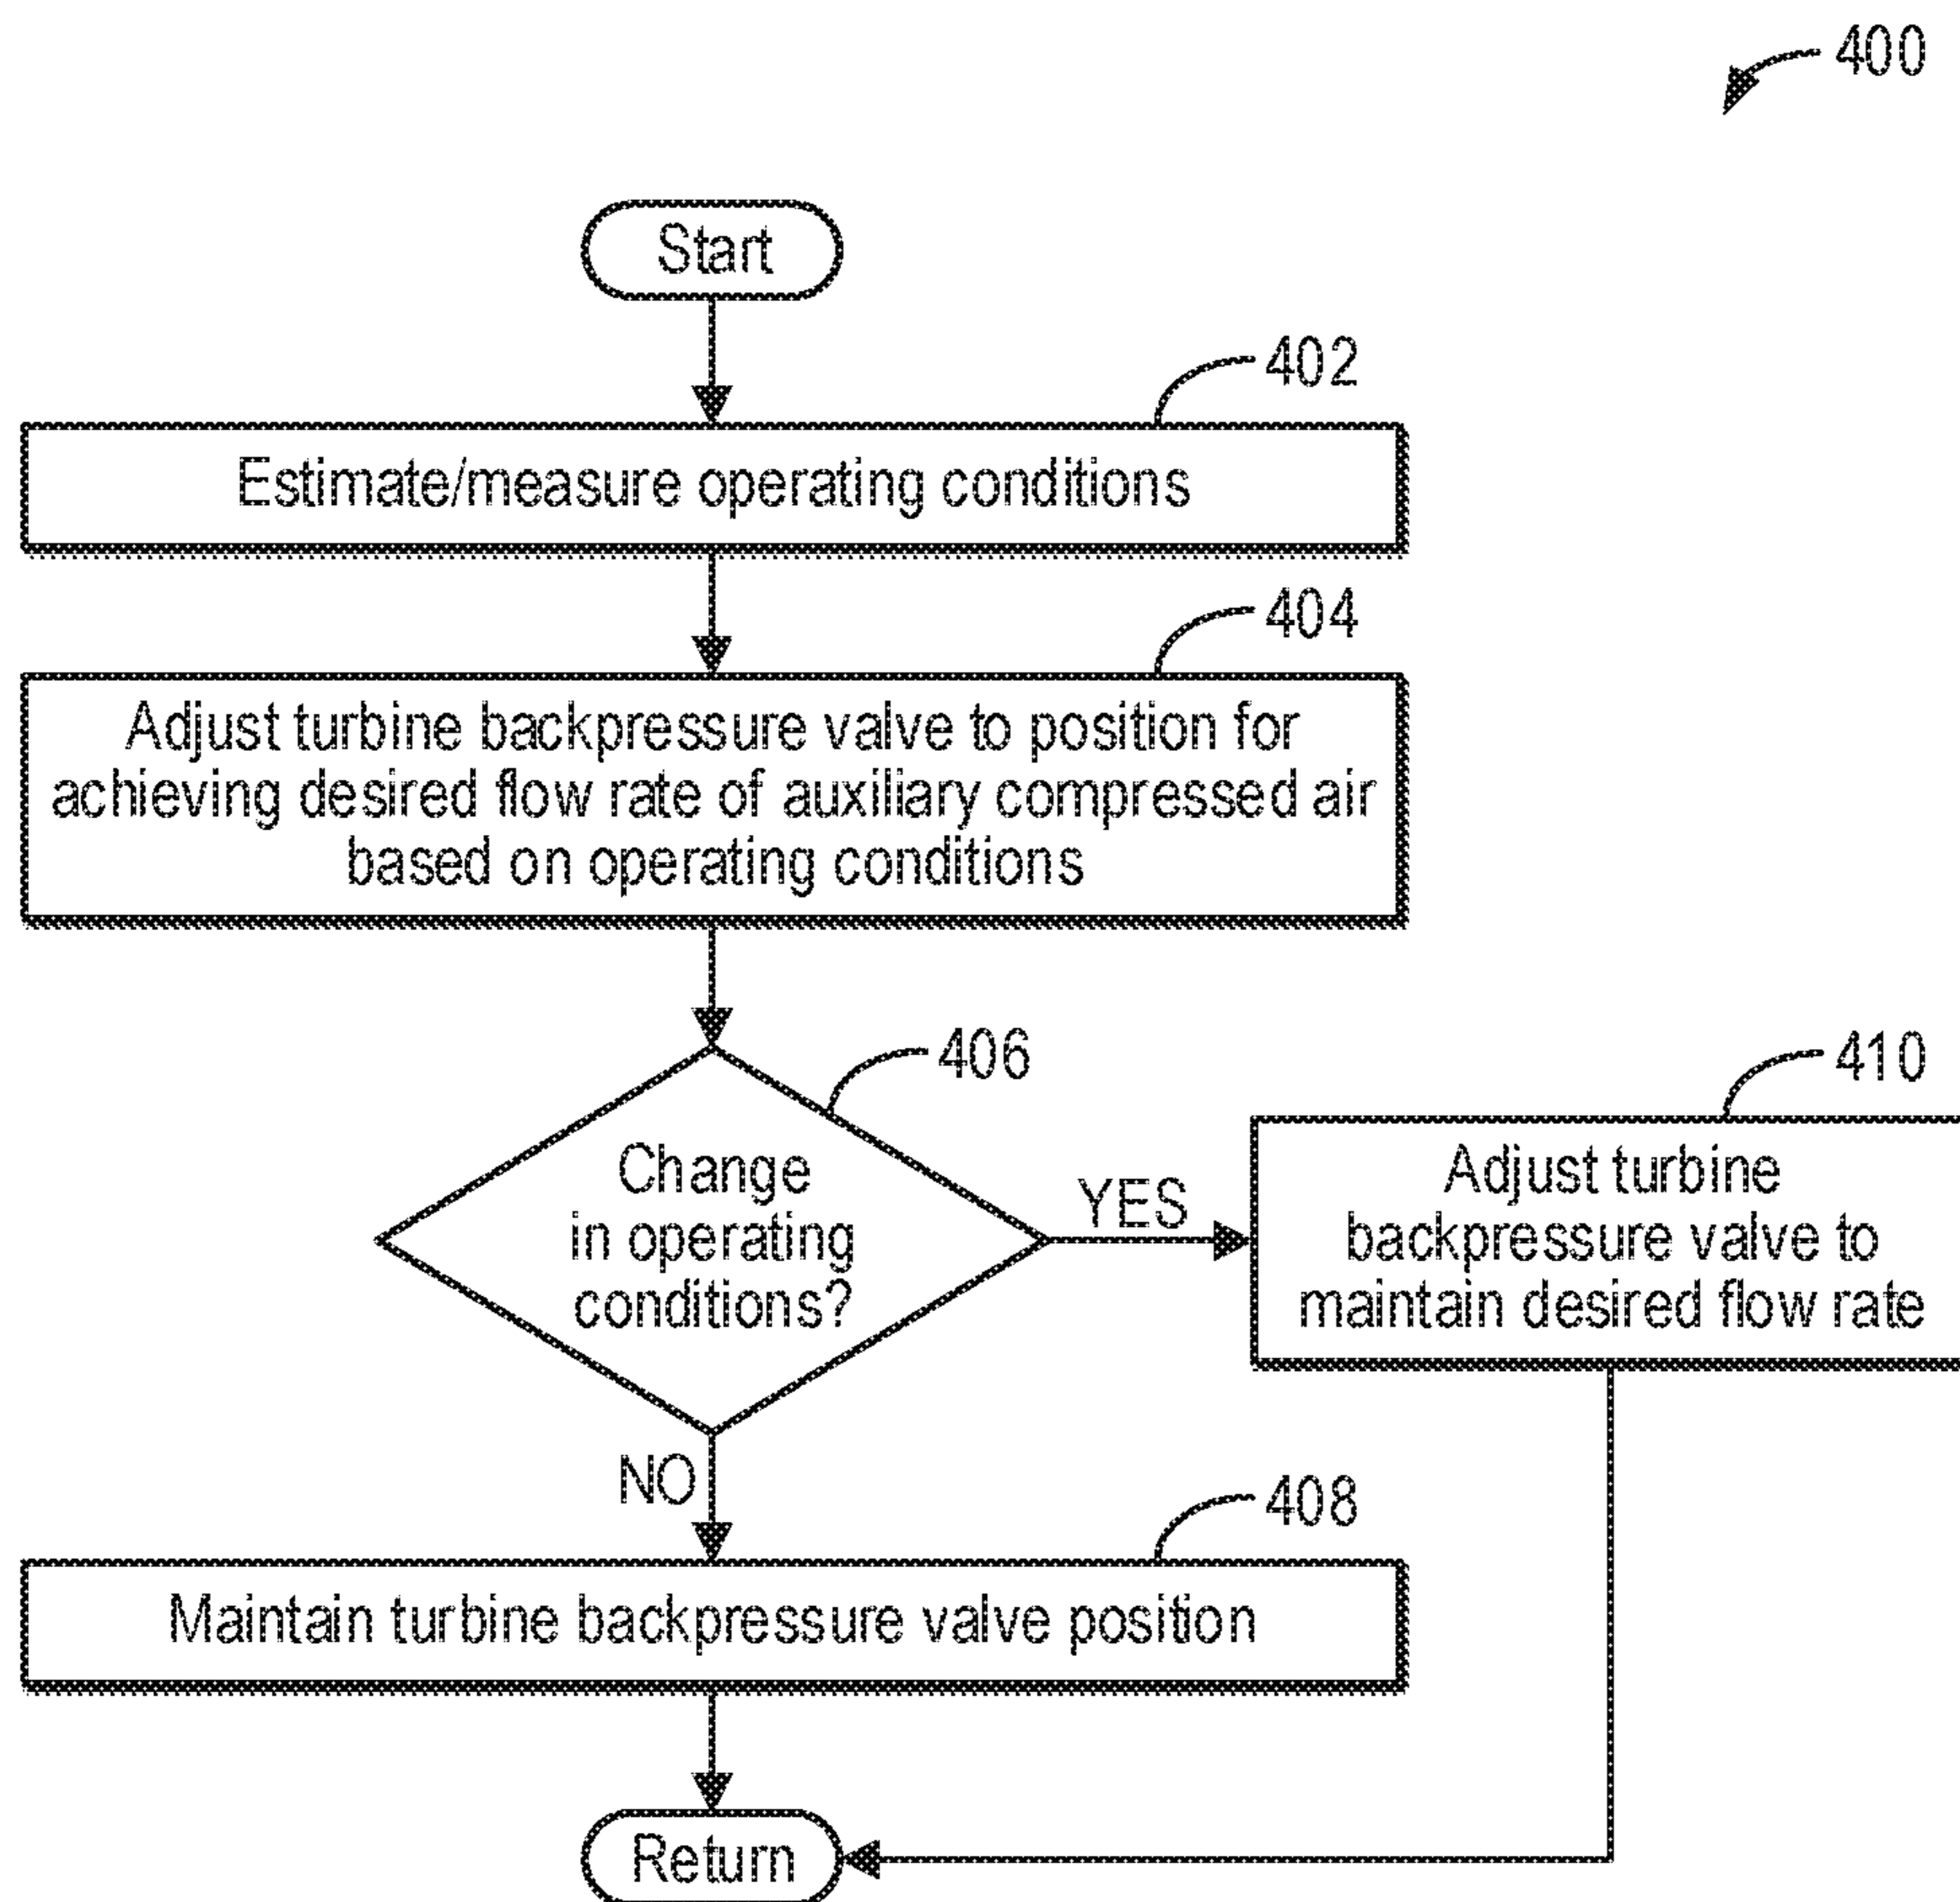 400
Start
402
Estimate/measure operating conditions
404
Adjust turbine backpressure valve to position for
achieving desired flow rate of auxiliary compressed air
based on operating conditions
406
Change
in operating
conditions?
YES
410
Adjust turbine
backpressure valve to
maintain desired flow rate
NO
408
Maintain turbine backpressure valve position
Return